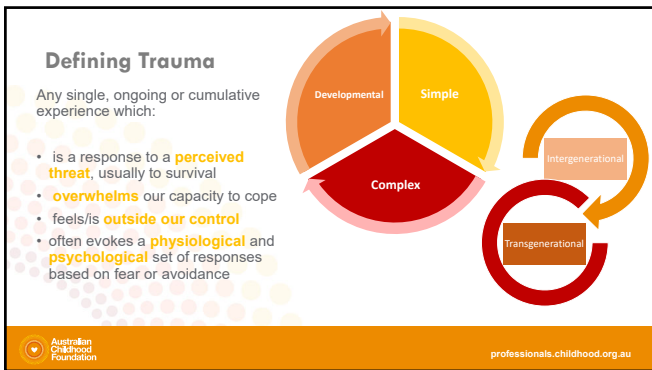 Defining Trauma
Any single, ongoing or cumulative
experience which:
• is a response to a perceived
threat, usually to survival
• overwhelms our capacity to cope
• feels/is outside our control
• often evokes a physiological and
psychological set of responses
based on fear or avoidance
Developmental
Simple
Complex
Intergenerational
Transgenerational
Australian
Childhood
Foundation
professionals.childhood.org.au